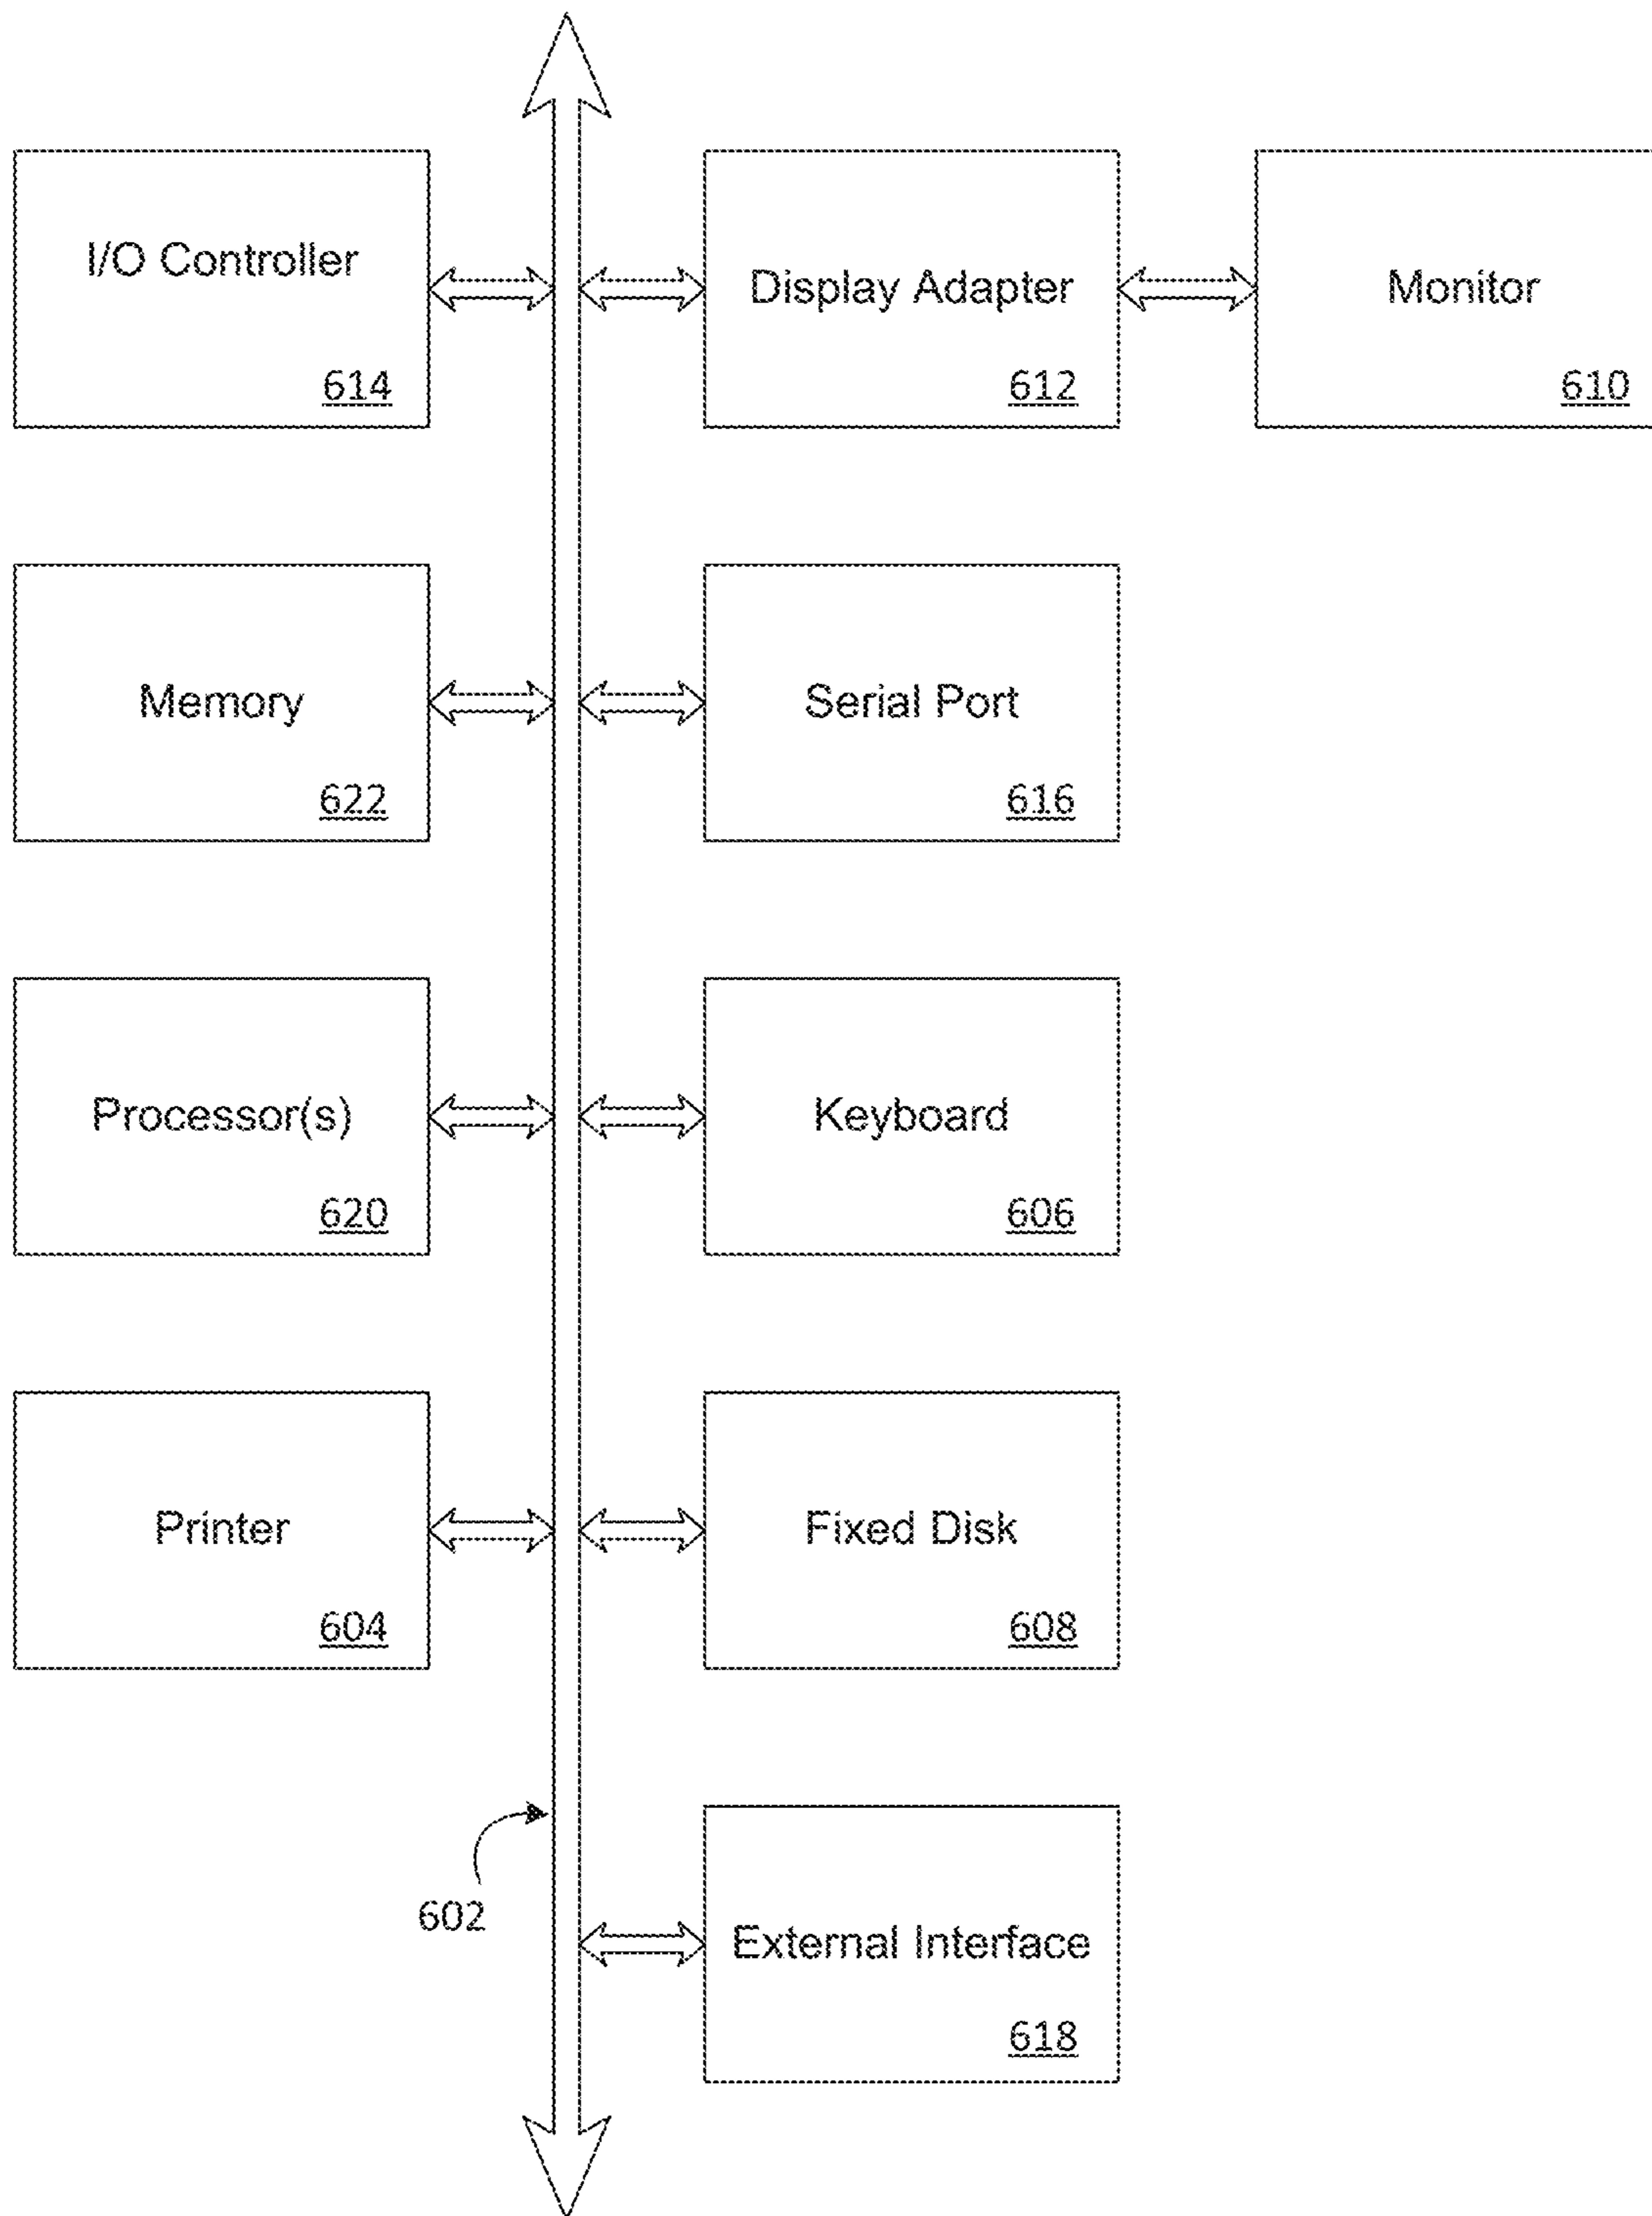 I/O Controller
614
Display Adapter
612
Monitor
610
Memory
622
Serial Port
616
Processor(s)
620
Keyboard
606
Printer
604
Fixed Disk
608
602
External Interface
618